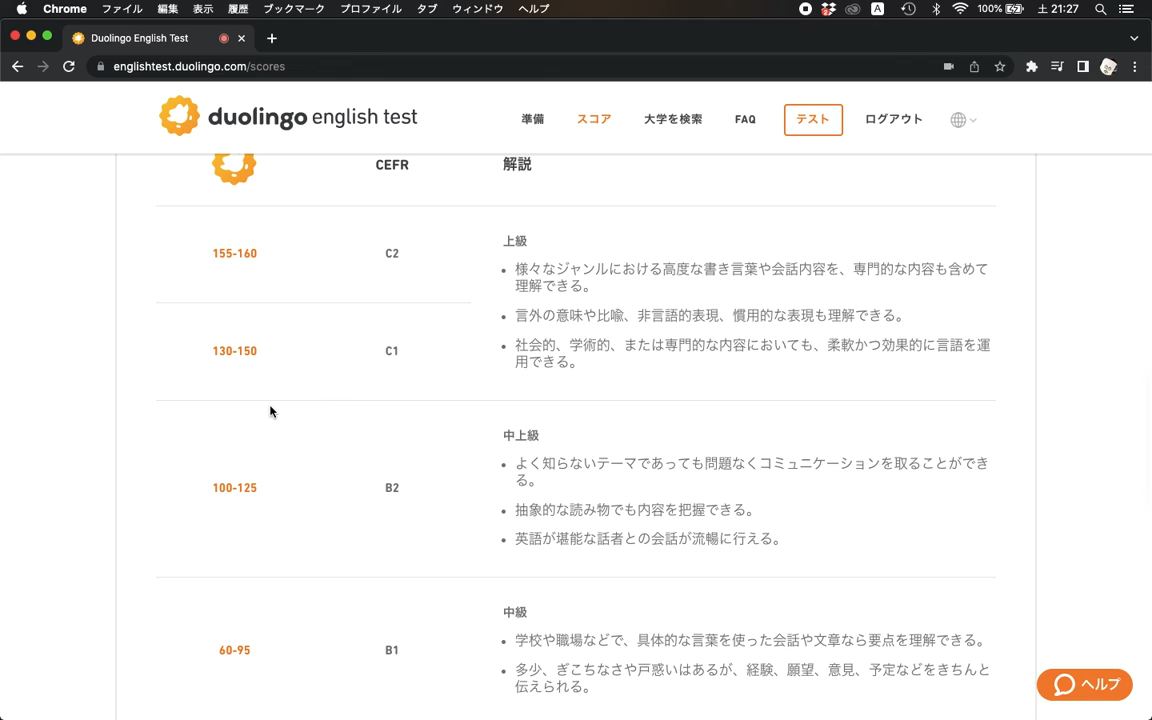 Chrome ファイル 編集 表示 履歴 ブックマーク プロファイル タブ ウィンドウ ヘルプ A 100% 土 21:27
Duolingo English Test
englishtest.duolingo.com/scores
duolingo english test 準備 スコア 大学を検索 FAQ テスト ログアウト
CEFR 解説
155-160 C2
130-150 C1
上級
• 様々なジャンルにおける高度な書き言葉や会話内容を、専門的な内容も含めて
理解できる。
• 言外の意味や比喩、非言語的表現、慣用的な表現も理解できる。
• 社会的、学術的、または専門的な内容においても、柔軟かつ効果的に言語を運
用できる。
100-125 B2
中上級
• よく知らないテーマであっても問題なくコミュニケーションを取ることができ
る。
• 抽象的な読み物でも内容を把握できる。
• 英語が堪能な話者との会話が流暢に行える。
60-95 B1
中級
• 学校や職場などで、具体的な言葉を使った会話や文章なら要点を理解できる。
• 多少、ぎこちなさや戸惑いはあるが、経験、願望、意見、予定などをきちんと
伝えられる。
ヘルプ